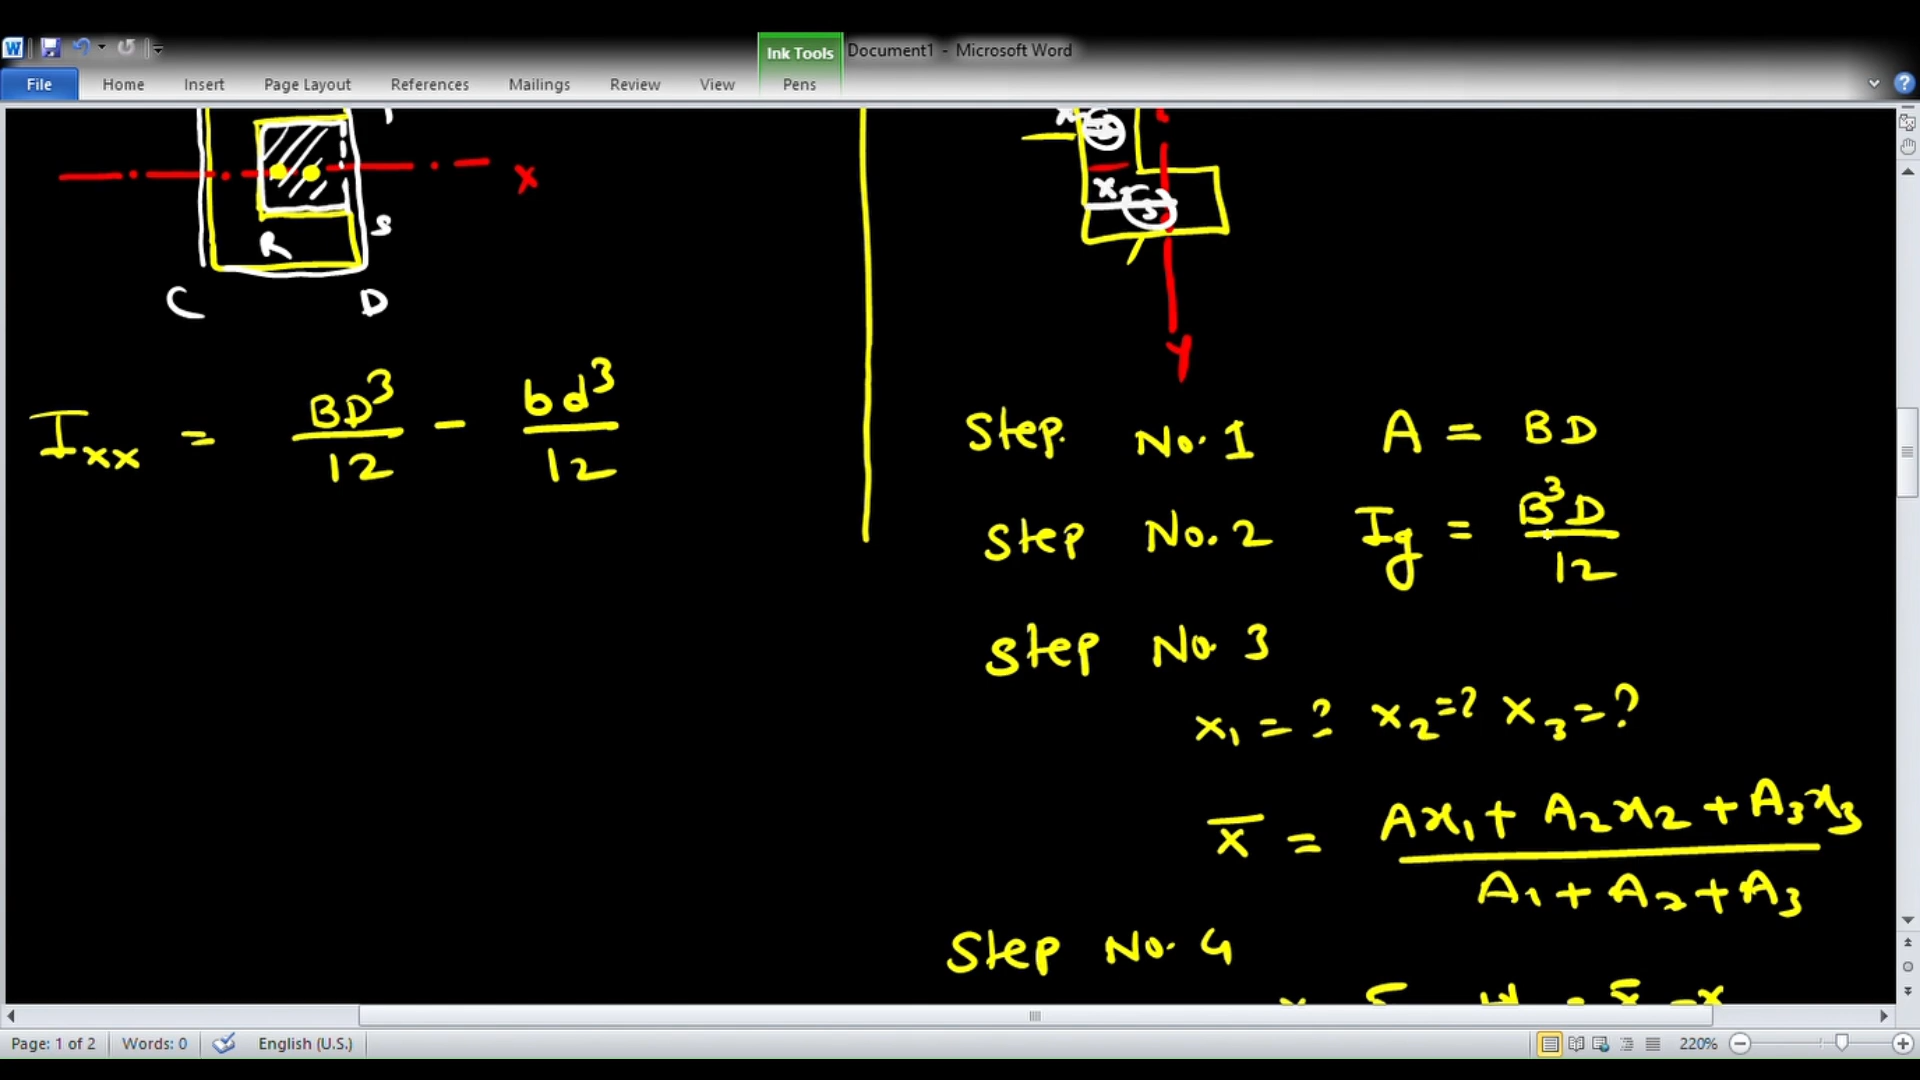 Ink Tools
Document1 - Microsoft Word
File Home Insert Page Layout References Mailings Review View Pens
x
x
x
S
R
C D
Y
I_xx = BD³/12 - bd³/12
Step. No. 1 A = BD
Step No. 2 Ig = B³D/12
Step No 3
x₁ = ? x₂ = ? x₃ = ?
x̄ = Ax₁ + A₂x₂ + A₃x₃ / A₁ + A₂ + A₃
Step No. 4
Page: 1 of 2 Words: 0 English (U.S.) 220%